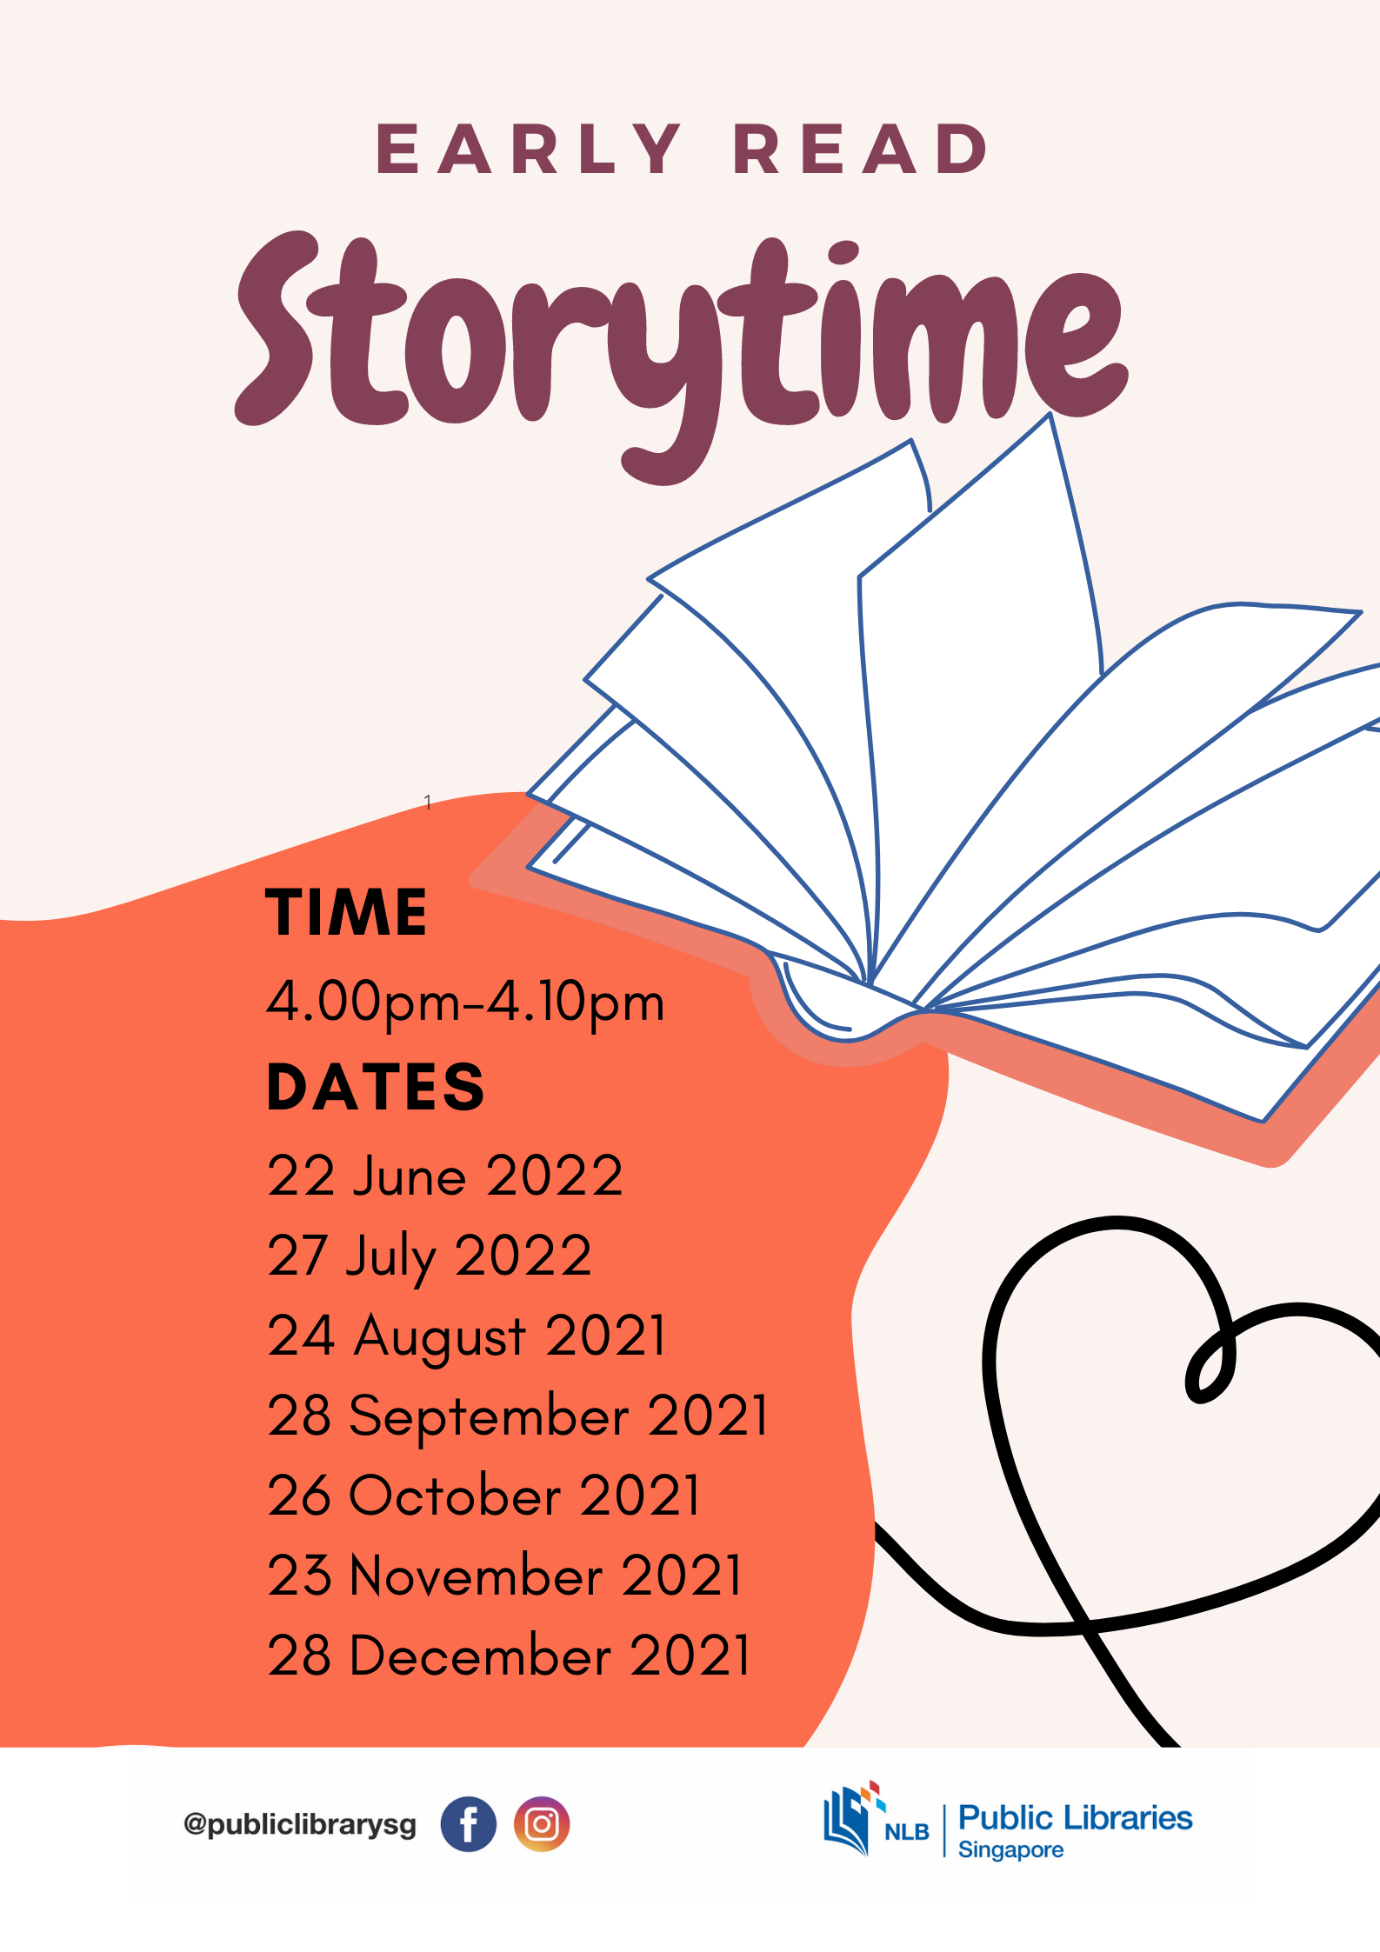 EARLY READ
Storytime
1
TIME
4.00pm-4.10pm
DATES
22 June 2022
27 July 2022
24 August 2021
28 September 2021
26 October 2021
23 November 2021
28 December 2021
@publiclibrarysg
NLB
Public Libraries
Singapore